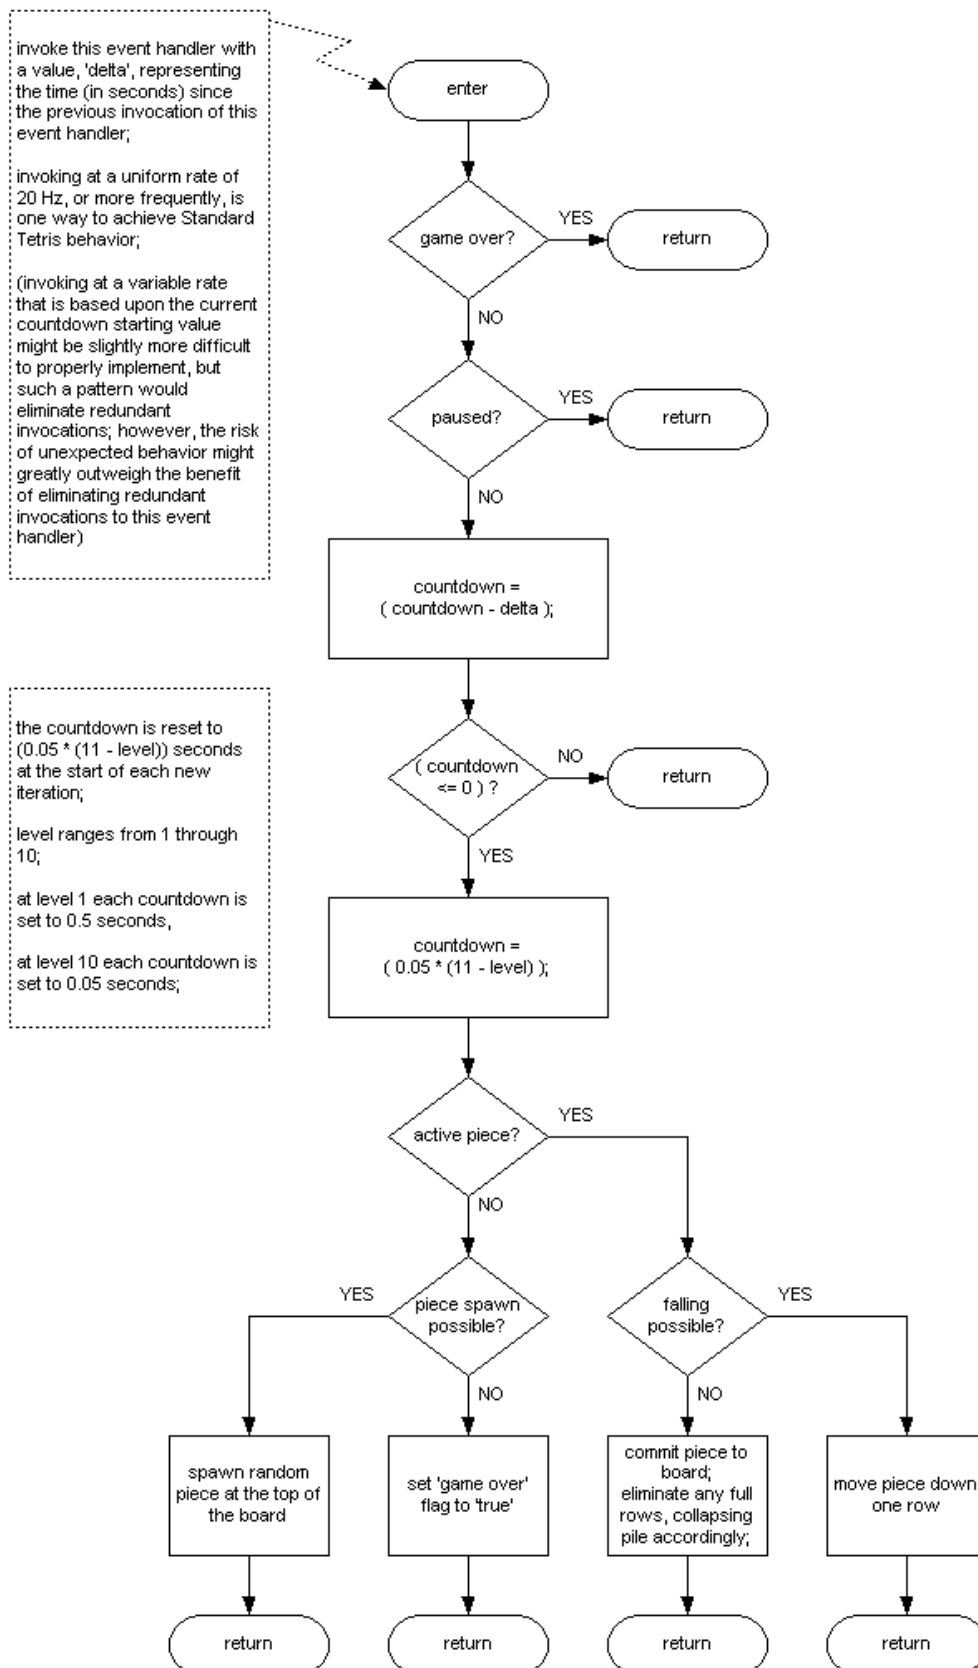 invoke this event handler with
a value, 'delta', representing
the time (in seconds) since
the previous invocation of this
event handler;
invoking at a uniform rate of
20 Hz, or more frequently, is
one way to achieve Standard
Tetris behavior;
(invoking at a variable rate
that is based upon the current
countdown starting value
might be slightly more difficult
to properly implement, but
such a pattern would
eliminate redundant
invocations; however, the risk
of unexpected behavior might
greatly outweigh the benefit
of eliminating redundant
invocations to this event
handler)
enter
game over?
YES
return
NO
paused?
YES
return
NO
countdown =
( countdown - delta );
the countdown is reset to
(0.05 * (11 - level)) seconds
at the start of each new
iteration;
level ranges from 1 through
10;
at level 1 each countdown is
set to 0.5 seconds,
at level 10 each countdown is
set to 0.05 seconds;
( countdown
<= 0 ) ?
NO
return
YES
countdown =
( 0.05 * (11 - level) );
active piece?
YES
NO
YES
piece spawn
possible?
NO
falling
possible?
YES
NO
spawn random
piece at the top of
the board
set 'game over'
flag to 'true'
commit piece to
board;
eliminate any full
rows, collapsing
pile accordingly;
move piece down
one row
return
return
return
return